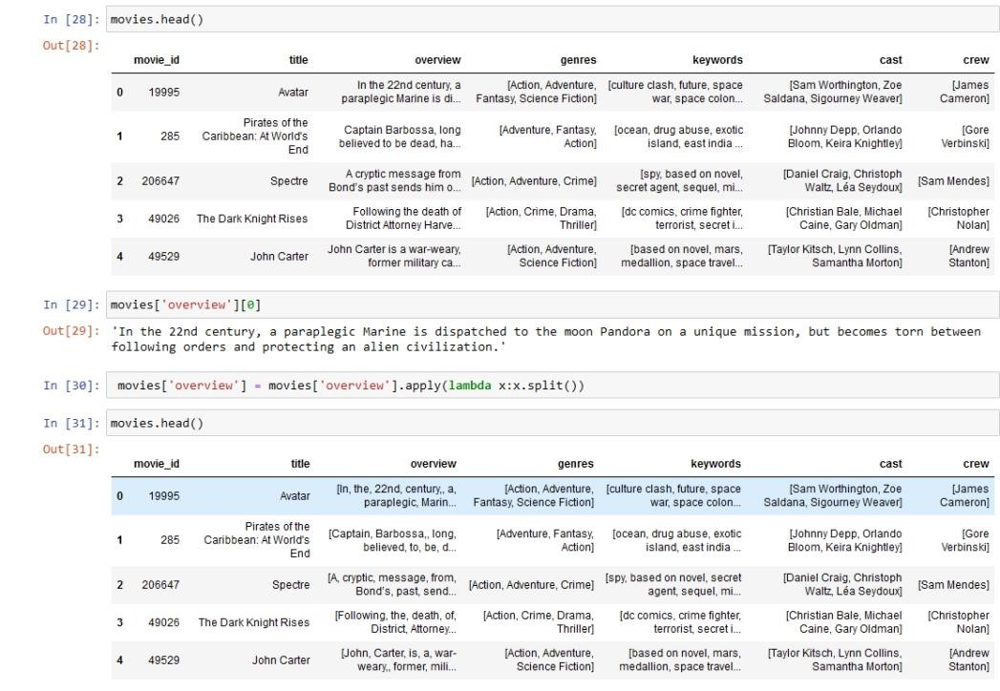 In [28]: movies.head()
Out[28]:
movie_id title overview genres keywords cast crew
0 19995 Avatar In the 22nd century, a paraplegic Marine is di... [Action, Adventure, Fantasy, Science Fiction] [culture clash, future, space war, space colon... [Sam Worthington, Zoe Saldana, Sigourney Weaver] [James Cameron]
1 285 Pirates of the Caribbean: At World's End Captain Barbossa, long believed to be dead, ha... [Adventure, Fantasy, Action] [ocean, drug abuse, exotic island, east india ... [Johnny Depp, Orlando Bloom, Keira Knightley] [Gore Verbinski]
2 206647 Spectre A cryptic message from Bond's past sends him o... [Action, Adventure, Crime] [spy, based on novel, secret agent, sequel, mi... [Daniel Craig, Christoph Waltz, Léa Seydoux] [Sam Mendes]
3 49026 The Dark Knight Rises Following the death of District Attorney Harve... [Action, Crime, Drama, Thriller] [dc comics, crime fighter, terrorist, secret i... [Christian Bale, Michael Caine, Gary Oldman] [Christopher Nolan]
4 49529 John Carter John Carter is a war-weary, former military ca... [Action, Adventure, Science Fiction] [based on novel, mars, medallion, space travel... [Taylor Kitsch, Lynn Collins, Samantha Morton] [Andrew Stanton]
In [29]: movies['overview'][0]
Out[29]: 'In the 22nd century, a paraplegic Marine is dispatched to the moon Pandora on a unique mission, but becomes torn between
following orders and protecting an alien civilization.'
In [30]: movies['overview'] = movies['overview'].apply(lambda x:x.split())
In [31]: movies.head()
Out[31]:
movie_id title overview genres keywords cast crew
0 19995 Avatar [In, the, 22nd, century,, a, paraplegic, Marin... [Action, Adventure, Fantasy, Science Fiction] [culture clash, future, space war, space colon... [Sam Worthington, Zoe Saldana, Sigourney Weaver] [James Cameron]
1 285 Pirates of the Caribbean: At World's End [Captain, Barbossa,, long, believed, to, be, d... [Adventure, Fantasy, Action] [ocean, drug abuse, exotic island, east india ... [Johnny Depp, Orlando Bloom, Keira Knightley] [Gore Verbinski]
2 206647 Spectre [A, cryptic, message, from, Bond's, past, send... [Action, Adventure, Crime] [spy, based on novel, secret agent, sequel, mi... [Daniel Craig, Christoph Waltz, Léa Seydoux] [Sam Mendes]
3 49026 The Dark Knight Rises [Following, the, death, of, District, Attorney... [Action, Crime, Drama, Thriller] [dc comics, crime fighter, terrorist, secret i... [Christian Bale, Michael Caine, Gary Oldman] [Christopher Nolan]
4 49529 John Carter [John, Carter, is, a, war-weary,, former, mili... [Action, Adventure, Science Fiction] [based on novel, mars, medallion, space travel... [Taylor Kitsch, Lynn Collins, Samantha Morton] [Andrew Stanton]